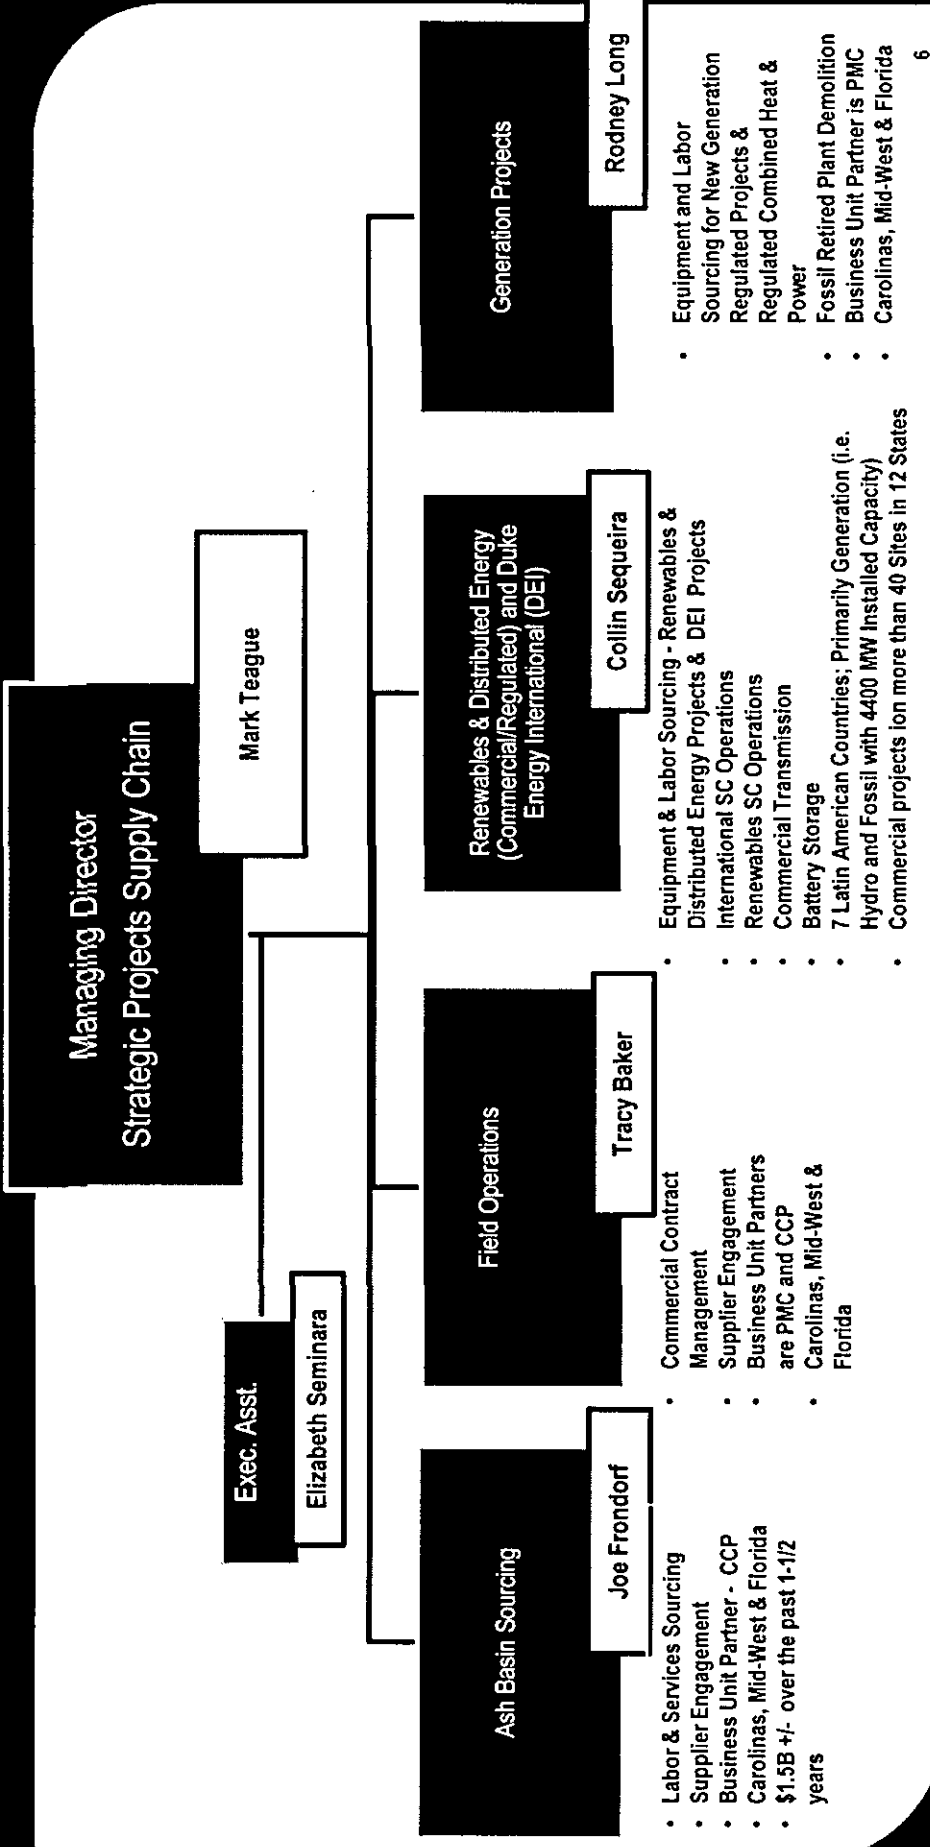 Managing Director
Strategic Projects Supply Chain
Mark Teague
Exec. Asst.
Elizabeth Seminara
Ash Basin Sourcing
Joe Frondorf
• Labor & Services Sourcing
• Supplier Engagement
• Business Unit Partner - CCP
• Carolinas, Mid-West & Florida
• $1.5B +/- over the past 1-1/2
years
Field Operations
Tracy Baker
• Commercial Contract
Management
• Supplier Engagement
• Business Unit Partners
are PMC and CCP
• Carolinas, Mid-West &
Florida
Renewables & Distributed Energy
(Commercial/Regulated) and Duke
Energy International (DEI)
Collin Sequeira
• Equipment & Labor Sourcing - Renewables &
Distributed Energy Projects & DEI Projects
• International SC Operations
• Renewables SC Operations
• Commercial Transmission
• Battery Storage
• 7 Latin American Countries; Primarily Generation (i.e.
Hydro and Fossil with 4400 MW Installed Capacity)
• Commercial projects ion more than 40 Sites in 12 States
Generation Projects
Rodney Long
• Equipment and Labor
Sourcing for New Generation
Regulated Projects &
Regulated Combined Heat &
Power
• Fossil Retired Plant Demolition
• Business Unit Partner is PMC
• Carolinas, Mid-West & Florida
6